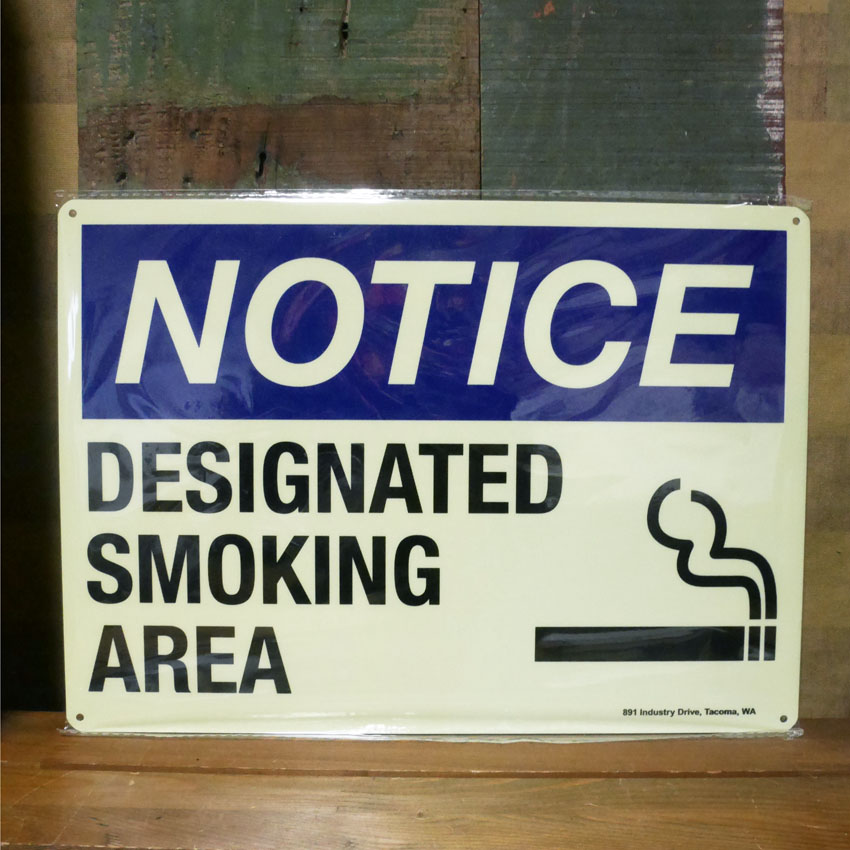 NOTICE
DESIGNATED
SMOKING
AREA
891 Industry Drive, Tacoma, WA